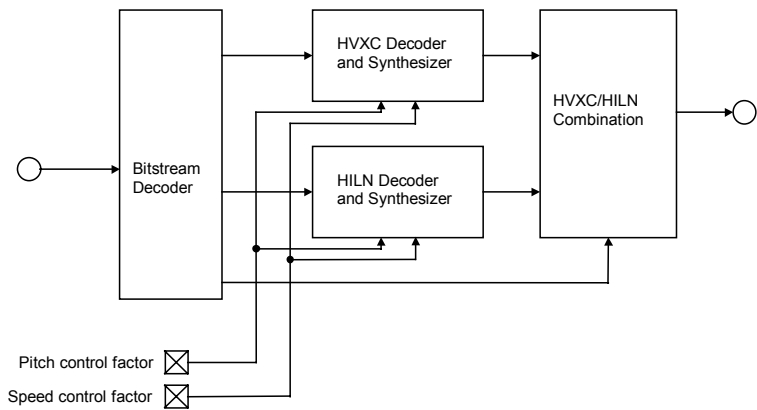 HVXC Decoder
and Synthesizer
HVXC/HILN
Combination
Bitstream
Decoder
HILN Decoder
and Synthesizer
Pitch control factor
Speed control factor